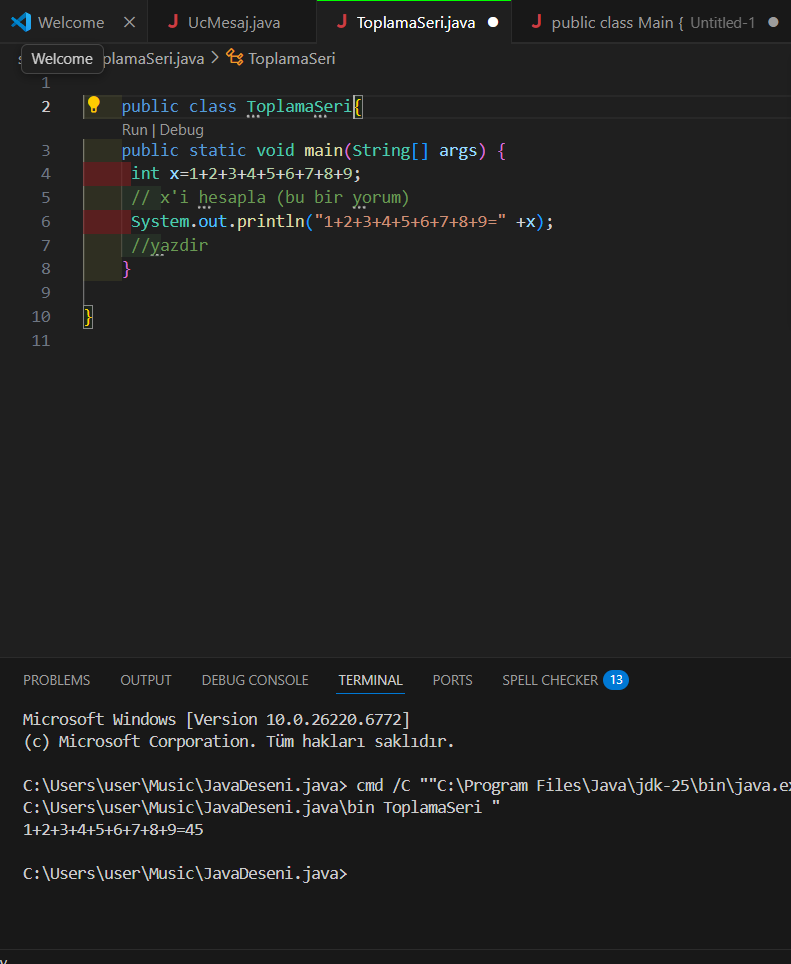 Welcome
UcMesaj.java
ToplamaSeri.java
public class Main { Untitled-1
Welcome
plamaSeri.java > ToplamaSeri
1
2 public class ToplamaSeri{
Run | Debug
3 public static void main(String[] args) {
4 int x=1+2+3+4+5+6+7+8+9;
5 // x'i hesapla (bu bir yorum)
6 System.out.println("1+2+3+4+5+6+7+8+9=" +x);
7 //yazdir
8 }
9
10 }
11
PROBLEMS OUTPUT DEBUG CONSOLE TERMINAL PORTS SPELL CHECKER 13
Microsoft Windows [Version 10.0.26220.6772]
(c) Microsoft Corporation. Tüm hakları saklıdır.
C:\Users\user\Music\JavaDeseni.java> cmd /C ""C:\Program Files\Java\jdk-25\bin\java.ex
C:\Users\user\Music\JavaDeseni.java\bin ToplamaSeri "
1+2+3+4+5+6+7+8+9=45
C:\Users\user\Music\JavaDeseni.java>